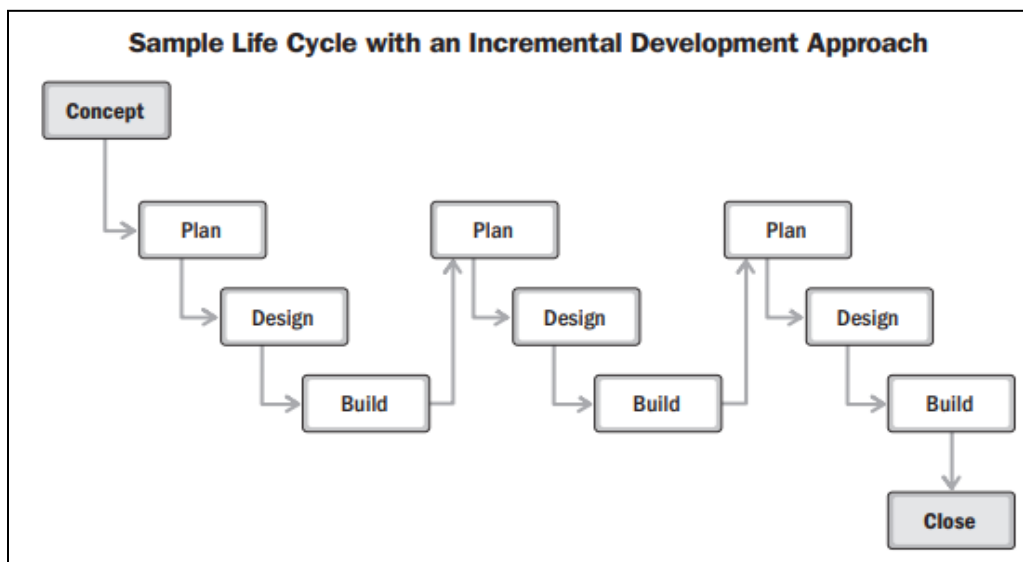 Sample Life Cycle with an Incremental Development Approach
Concept
Plan
Plan
Plan
Design
Design
Design
Build
Build
Build
Close